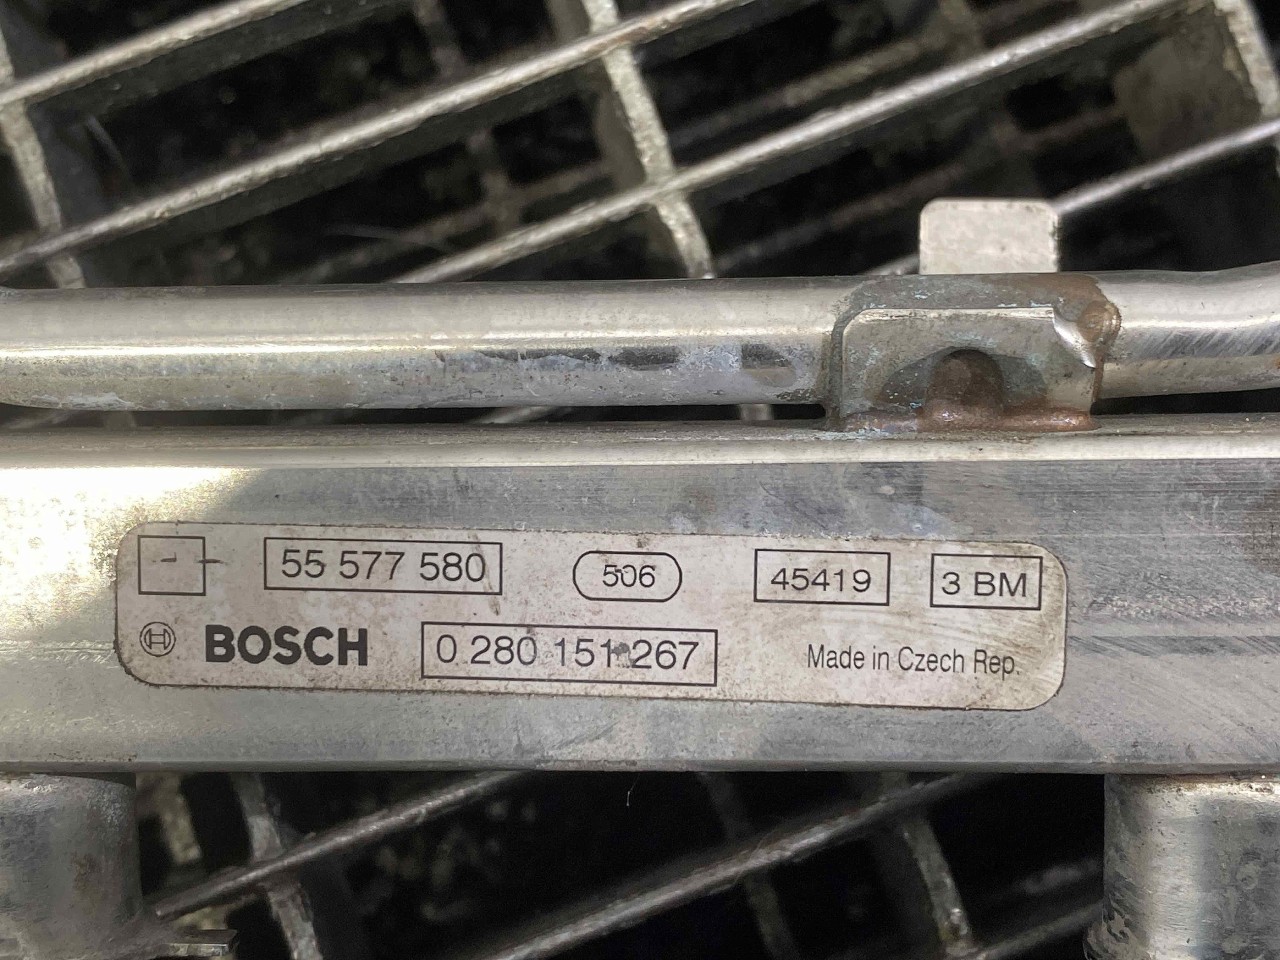 55 577 580 506 45419 3 BM
BOSCH 0 280 151 267 Made in Czech Rep.